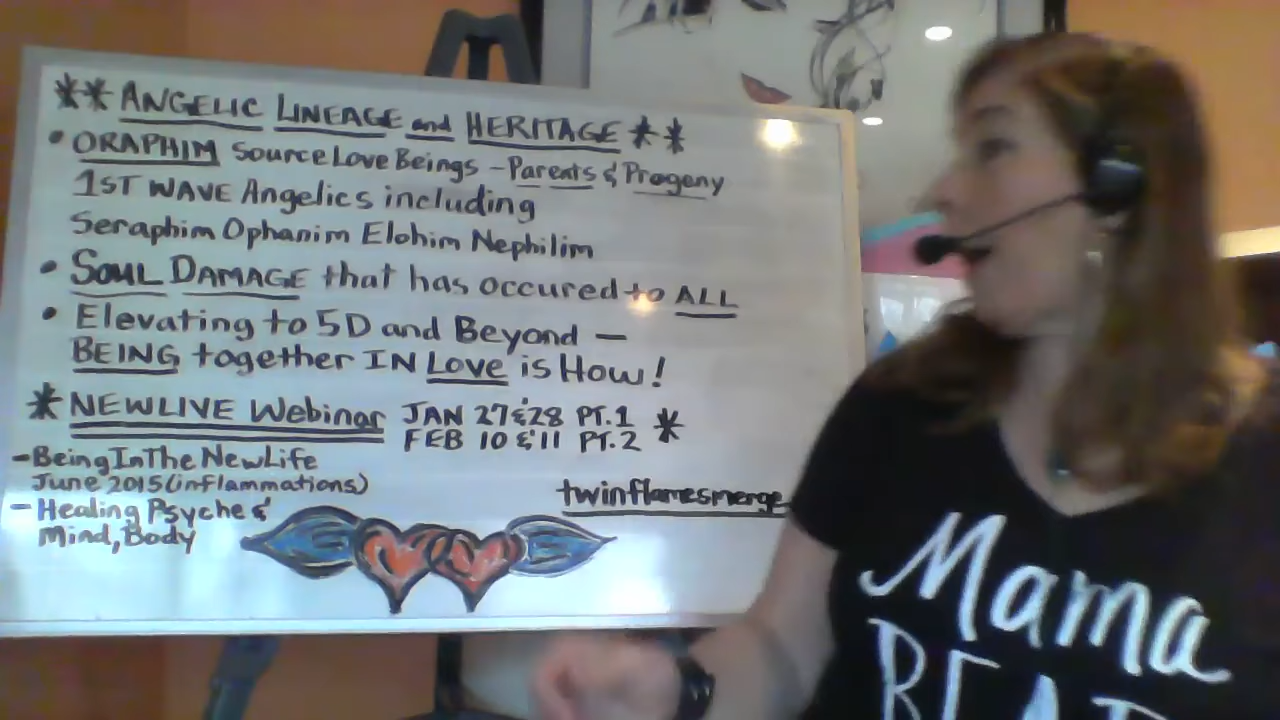 ** ANGELIC LINEAGE and HERITAGE **
• ORAPHIM Source Love Beings - Parents & Progeny
1ST WAVE Angelics including
Seraphim Ophanim Elohim Nephilim
• SOUL DAMAGE that has occured to ALL
• Elevating to 5D and Beyond —
BEING together IN LOVE is How!
* NEW LIVE Webinar JAN 27 & 28 PT. 1 *
FEB 10 & 11 PT. 2
- Being In The New Life
June 2015 (inflammations)
- Healing Psyche &
Mind, Body
twinflamesmerge
Mama